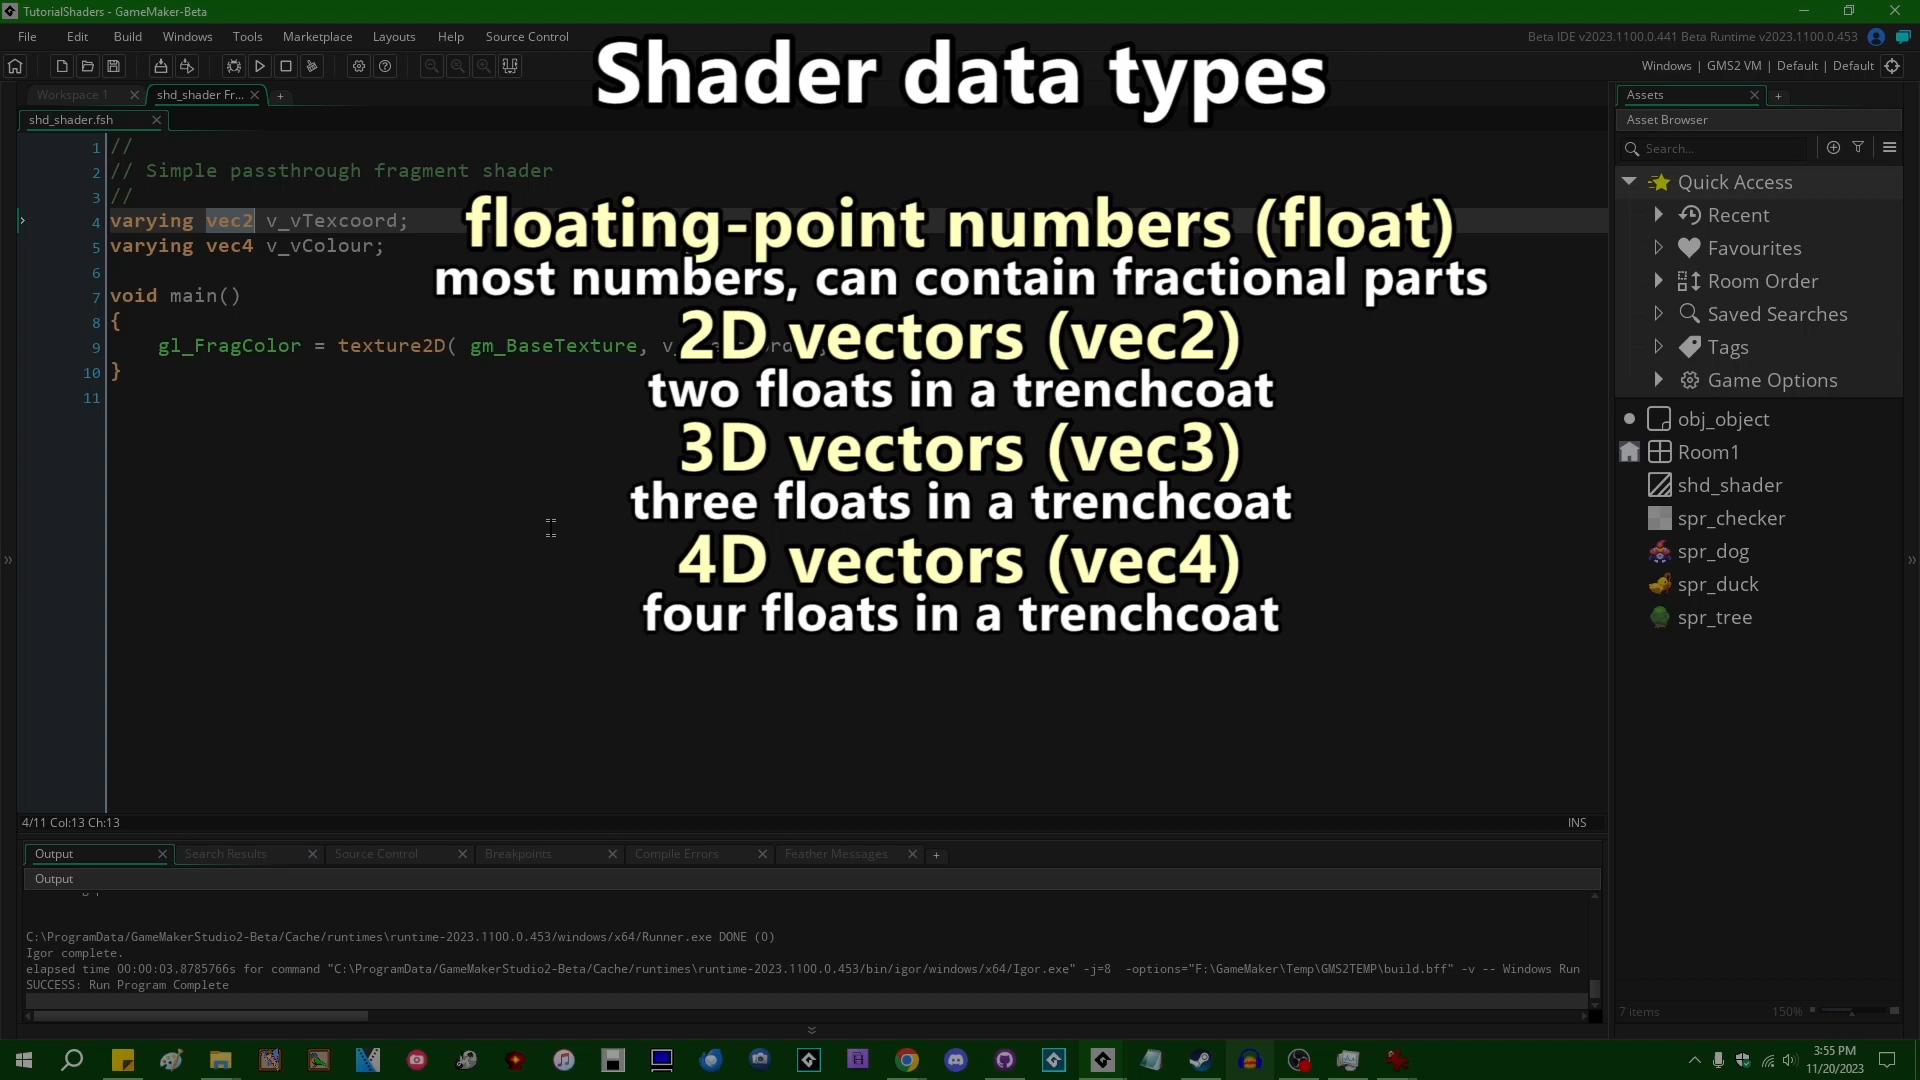 TutorialShaders - GameMaker-Beta
File Edit Build Windows Tools Marketplace Layouts Help Source Control
Beta IDE v2023.1100.0.441 Beta Runtime v2023.1100.0.453
Windows | GMS2 VM | Default | Default
Shader data types
Workspace 1
shd_shader Fr...
shd_shader.fsh
1 //
2 // Simple passthrough fragment shader
3 //
4 varying vec2 v_vTexcoord;
5 varying vec4 v_vColour;
6
7 void main()
8 {
9 gl_FragColor = texture2D( gm_BaseTexture,
10 }
11
floating-point numbers (float)
most numbers, can contain fractional parts
2D vectors (vec2)
two floats in a trenchcoat
3D vectors (vec3)
three floats in a trenchcoat
4D vectors (vec4)
four floats in a trenchcoat
Assets
Asset Browser
Search...
Quick Access
Recent
Favourites
Room Order
Saved Searches
Tags
Game Options
obj_object
Room1
shd_shader
spr_checker
spr_dog
spr_duck
spr_tree
7 items 150%
4/11 Col:13 Ch:13
INS
Output Search Results Source Control Breakpoints Compile Errors Feather Messages
Output
C:\ProgramData/GameMakerStudio2-Beta/Cache/runtimes\runtime-2023.1100.0.453/windows/x64/Runner.exe DONE (0)
Igor complete.
elapsed time 00:00:03.8785766s for command "C:\ProgramData/GameMakerStudio2-Beta/Cache/runtimes\runtime-2023.1100.0.453/bin/igor/windows/x64/Igor.exe" -j=8 -options="F:\GameMaker\Temp\GMS2TEMP\build.bff" -v -- Windows Run
SUCCESS: Run Program Complete
3:55 PM
11/20/2023